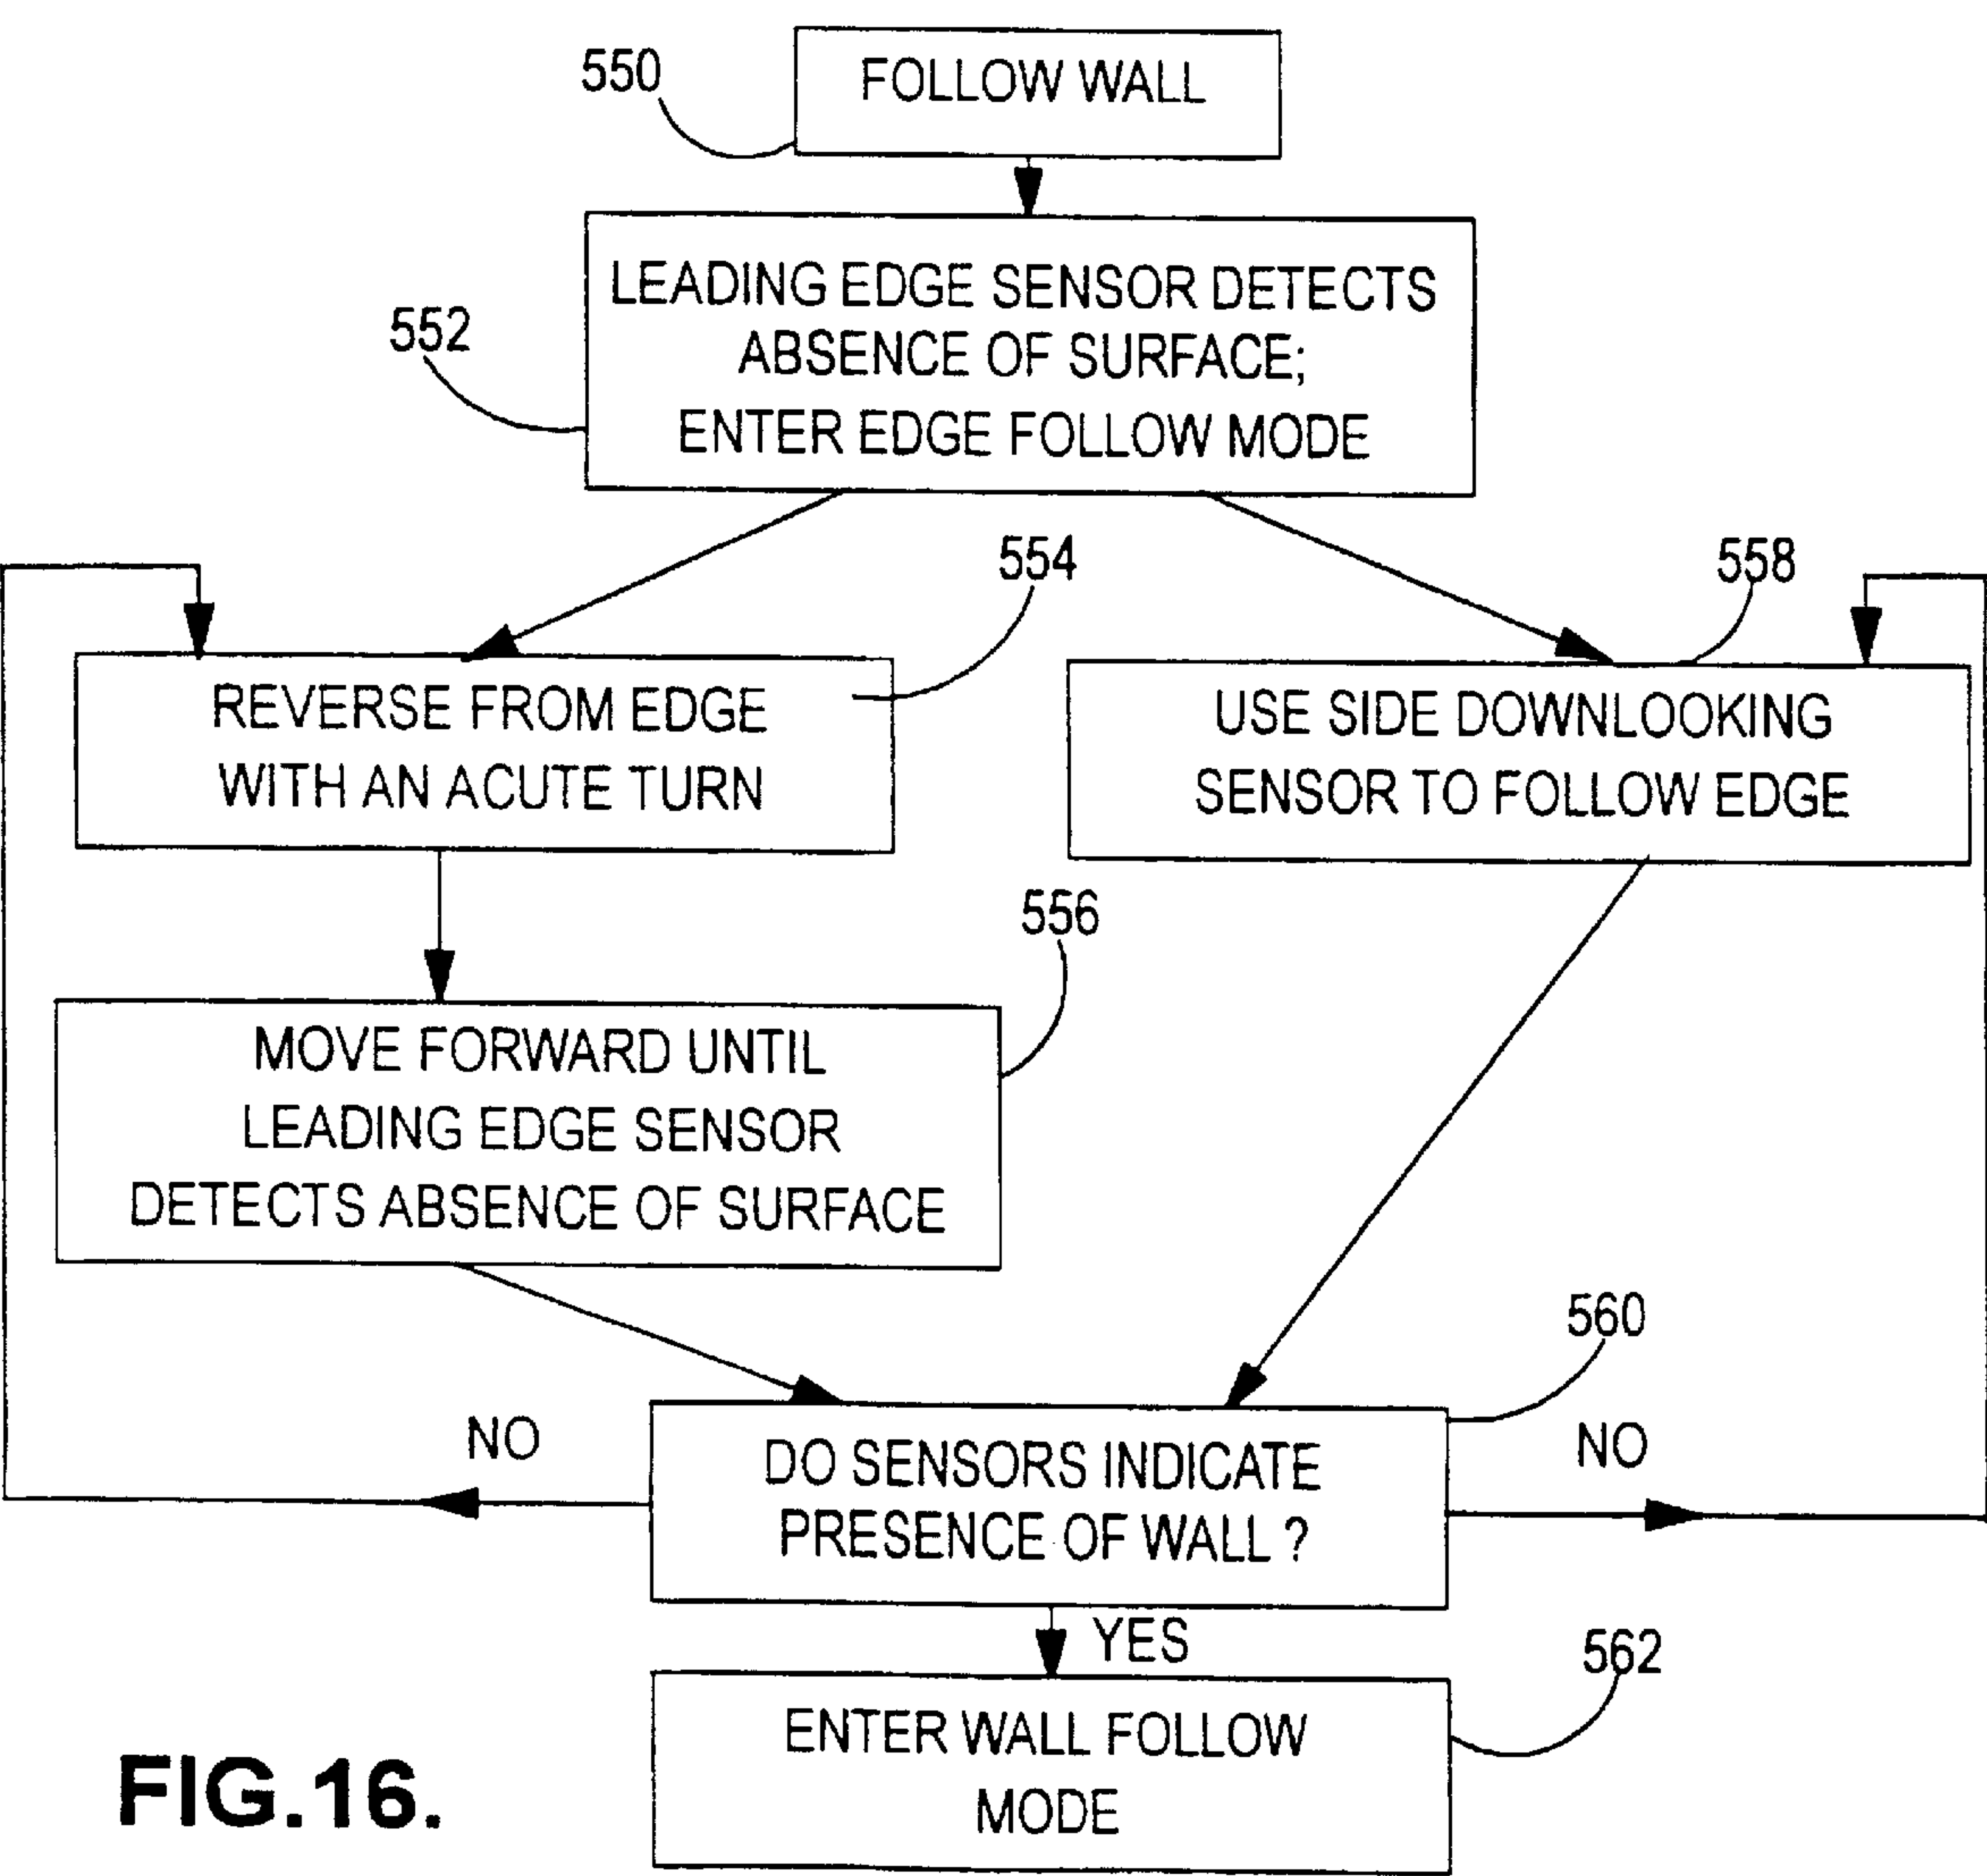 550
FOLLOW WALL
552
LEADING EDGE SENSOR DETECTS
ABSENCE OF SURFACE;
ENTER EDGE FOLLOW MODE
554
558
REVERSE FROM EDGE
WITH AN ACUTE TURN
USE SIDE DOWNLOOKING
SENSOR TO FOLLOW EDGE
556
MOVE FORWARD UNTIL
LEADING EDGE SENSOR
DETECTS ABSENCE OF SURFACE
560
NO
DO SENSORS INDICATE
PRESENCE OF WALL ?
NO
YES
562
ENTER WALL FOLLOW
MODE
FIG.16.